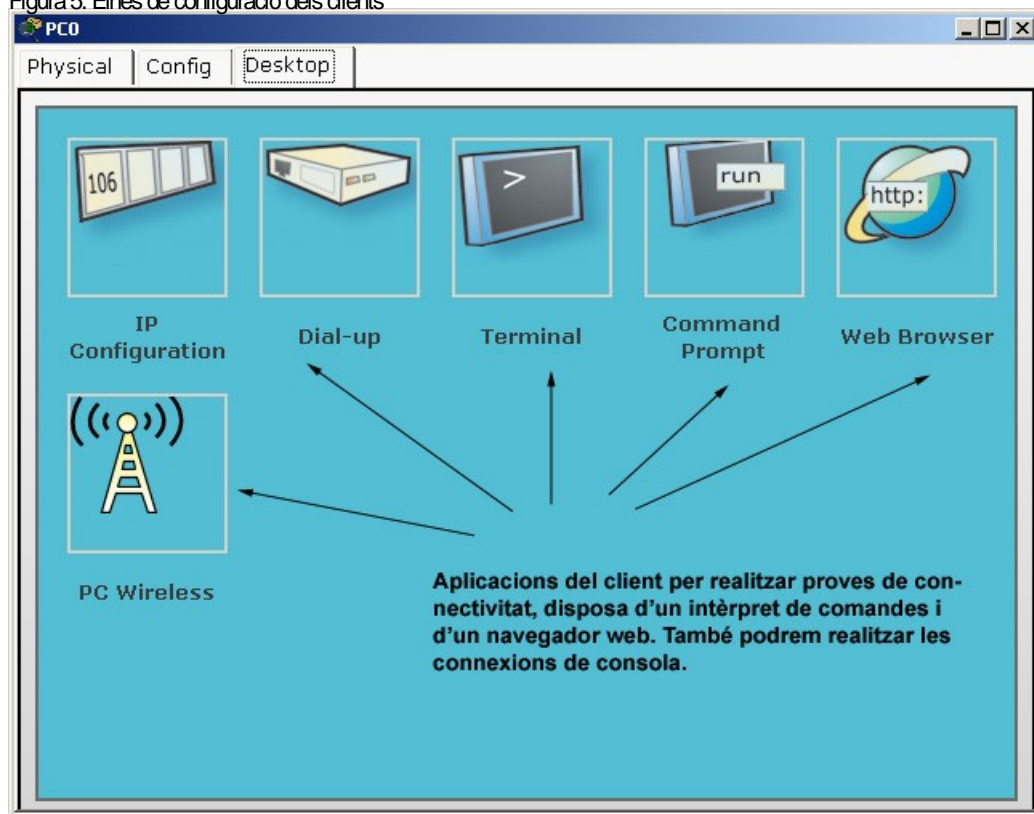 Figura 5. Eines de configuració dels clients
PC0
Physical
Config
Desktop
106
>
run
http:
IP
Configuration
Dial-up
Terminal
Command
Prompt
Web Browser
PC Wireless
Aplicacions del client per realitzar proves de con-
nectivitat, disposa d'un intèrpret de comandes i
d'un navegador web. També podrem realitzar les
connexions de consola.